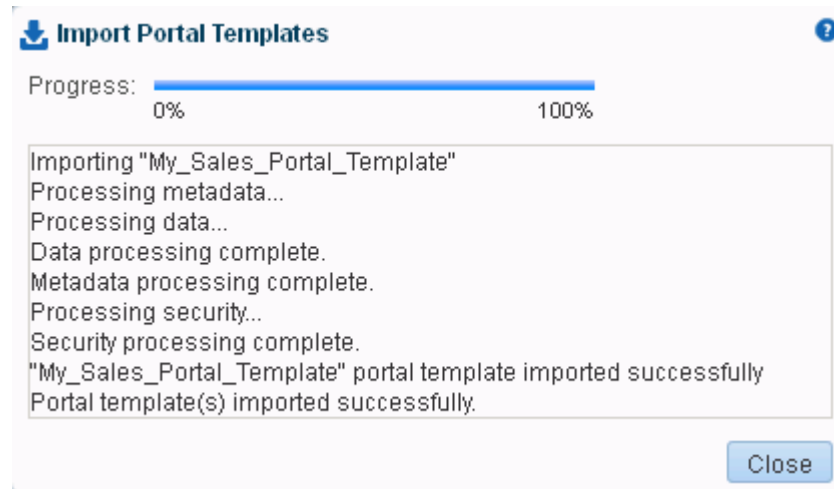 Import Portal Templates ?
Progress:
0% 100%
Importing "My_Sales_Portal_Template"
Processing metadata...
Processing data...
Data processing complete.
Metadata processing complete.
Processing security...
Security processing complete.
"My_Sales_Portal_Template" portal template imported successfully
Portal template(s) imported successfully.
Close